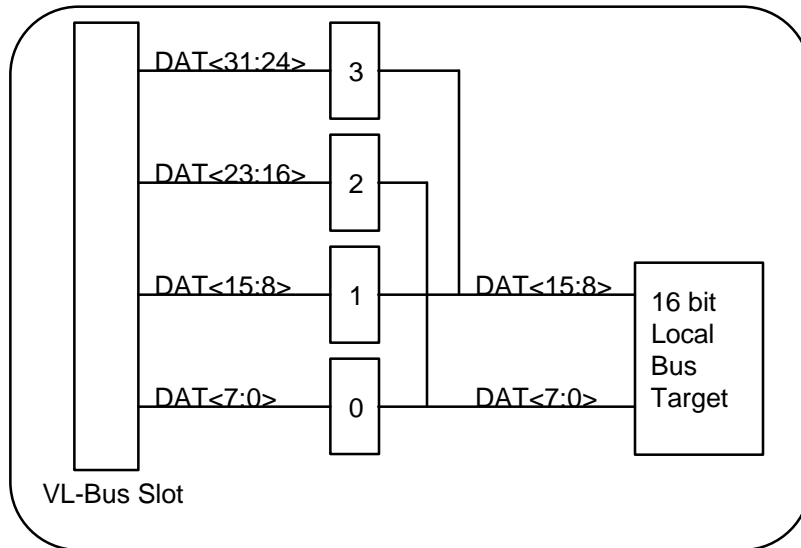 DAT<31:24>
3
DAT<23:16>
2
DAT<15:8>
1
DAT<15:8>
16 bit
Local
Bus
Target
DAT<7:0>
0
DAT<7:0>
VL-Bus Slot